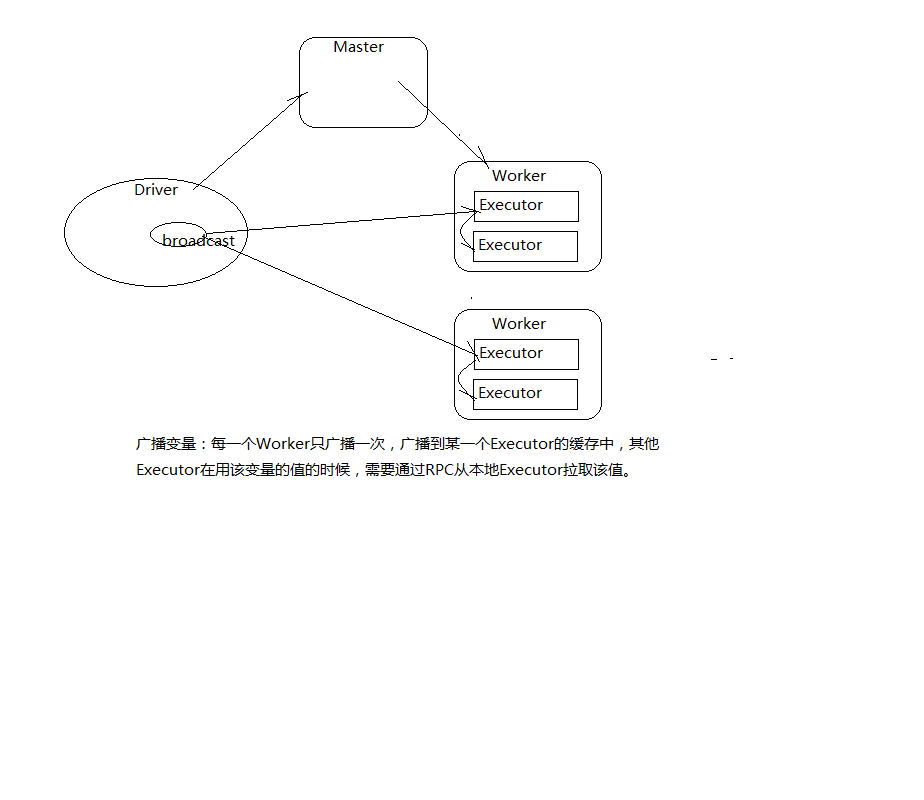 Master
Driver
broadcast
Worker
Executor
Executor
Worker
Executor
Executor
广播变量：每一个Worker只广播一次，广播到某一个Executor的缓存中，其他
Executor在用该变量的值的时候，需要通过RPC从本地Executor拉取该值。